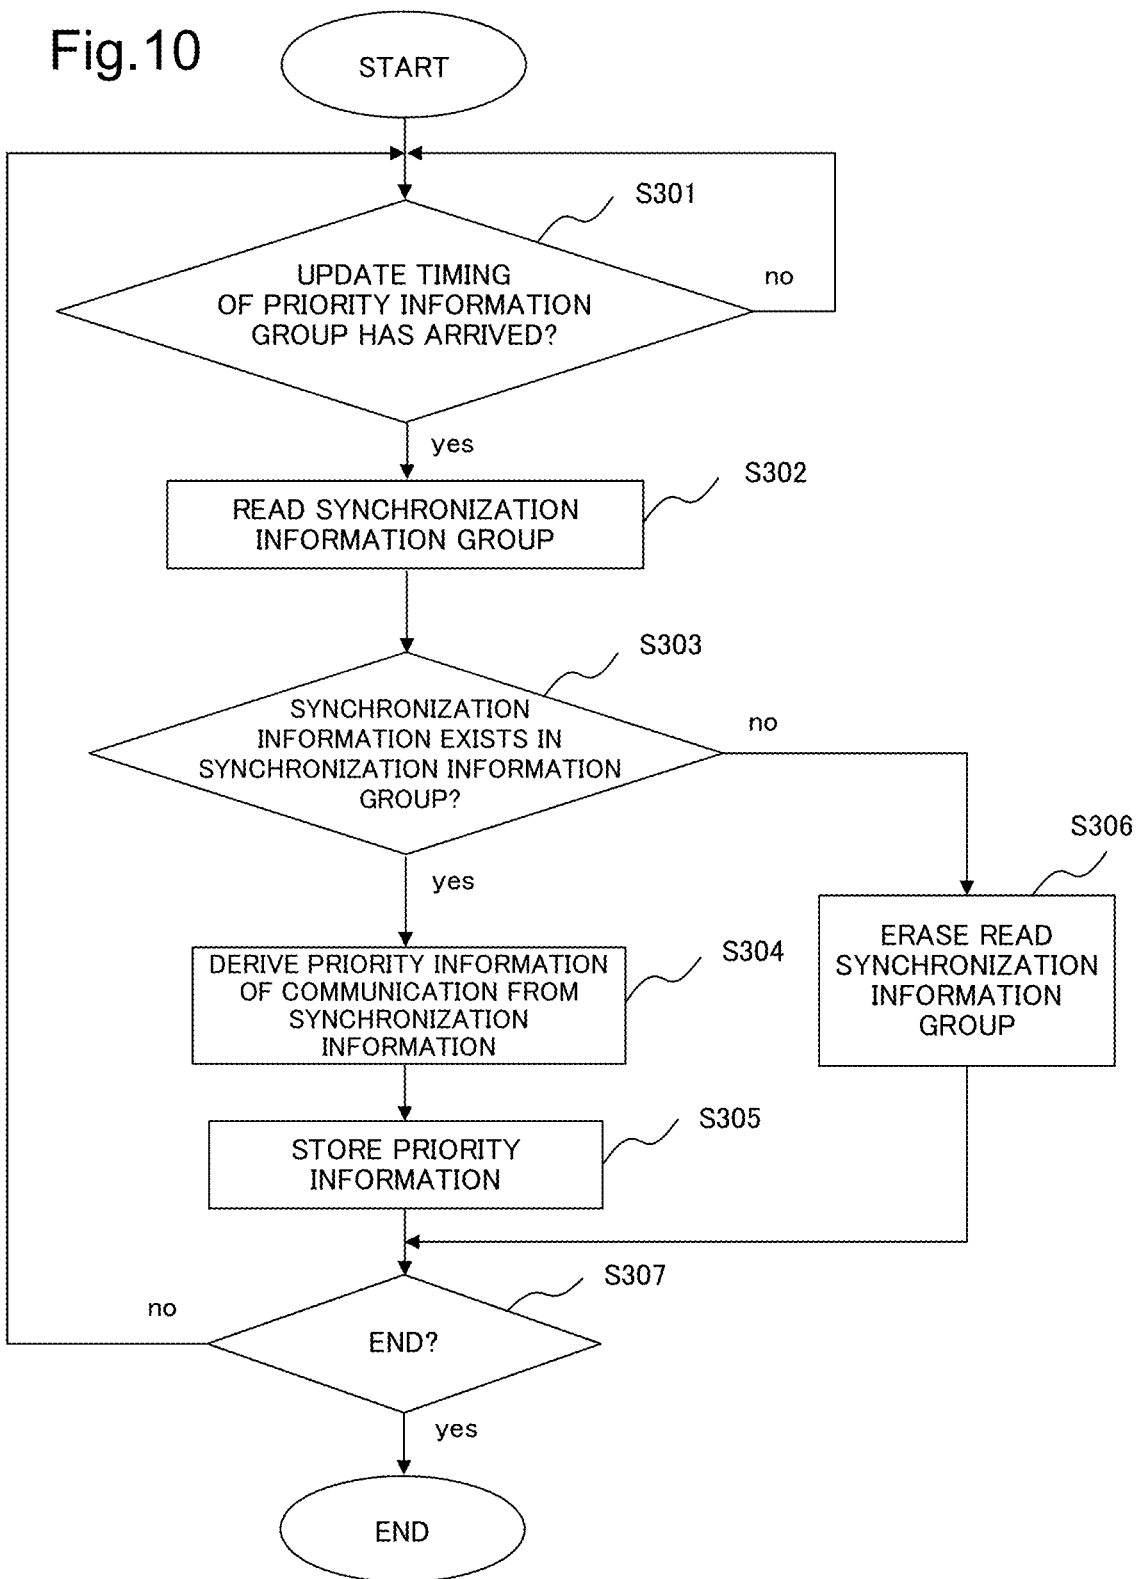 Fig.10
START
S301
UPDATE TIMING
OF PRIORITY INFORMATION
GROUP HAS ARRIVED?
no
yes
S302
READ SYNCHRONIZATION
INFORMATION GROUP
S303
SYNCHRONIZATION
INFORMATION EXISTS IN
SYNCHRONIZATION INFORMATION
GROUP?
no
yes
S306
ERASE READ
SYNCHRONIZATION
INFORMATION
GROUP
S304
DERIVE PRIORITY INFORMATION
OF COMMUNICATION FROM
SYNCHRONIZATION
INFORMATION
S305
STORE PRIORITY
INFORMATION
S307
no
END?
yes
END